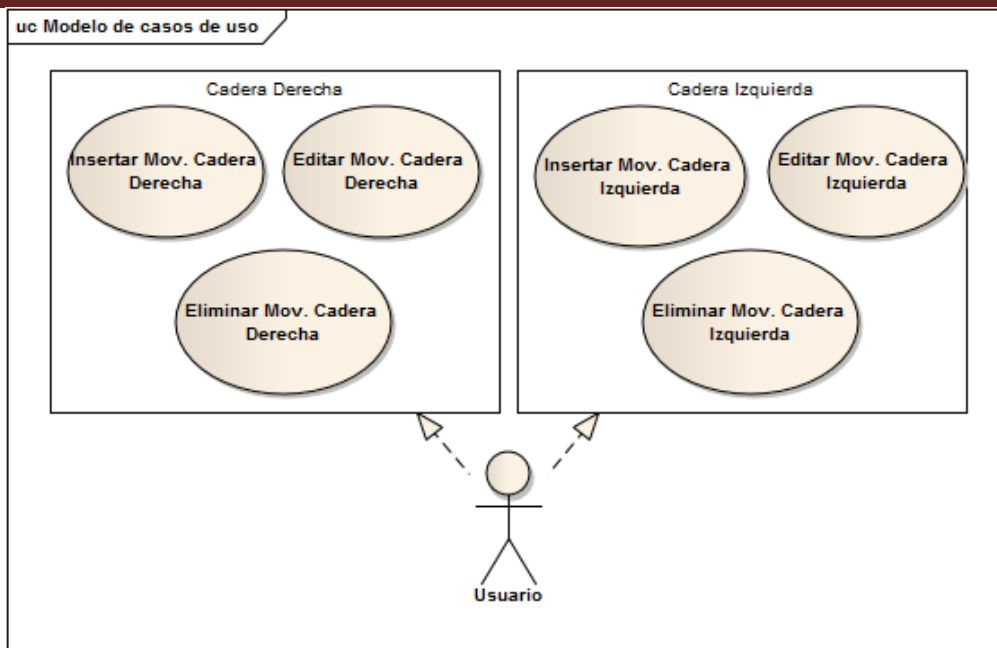 uc Modelo de casos de uso
Cadera Derecha
Insertar Mov. Cadera
Derecha
Editar Mov. Cadera
Derecha
Eliminar Mov. Cadera
Derecha
Cadera Izquierda
Insertar Mov. Cadera
Izquierda
Editar Mov. Cadera
Izquierda
Eliminar Mov. Cadera
Izquierda
Usuario